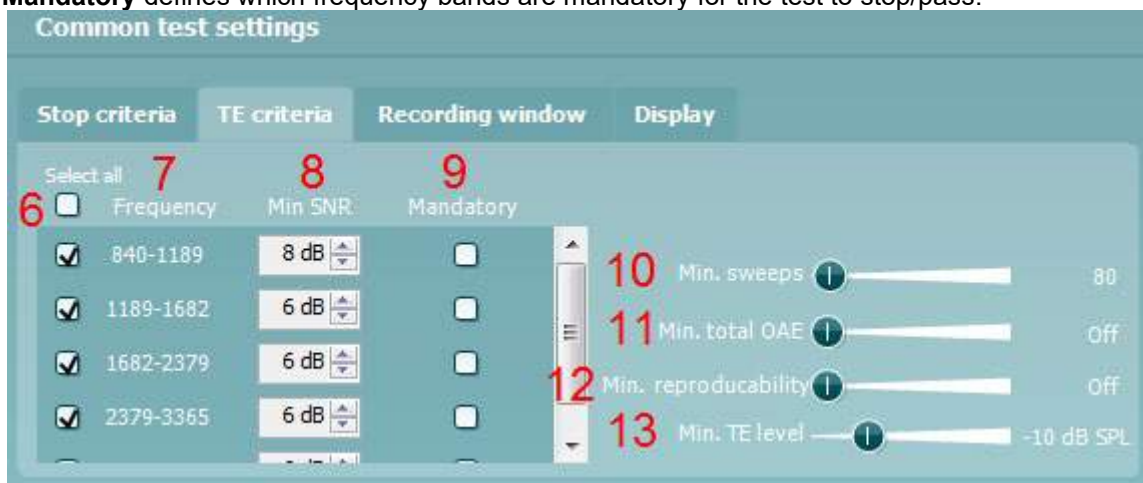 Mandatory defines which frequency bands are mandatory for the test to stop/pass.
Common test settings
Stop criteria TE criteria Recording window Display
Select all 7 8 9
6 Frequency Min SNR Mandatory
840-1189 8 dB
1189-1682 6 dB
1682-2379 6 dB
2379-3365 6 dB
10 Min. sweeps 80
11 Min. total OAE Off
12 Min. reproducability Off
13 Min. TE level -10 dB SPL